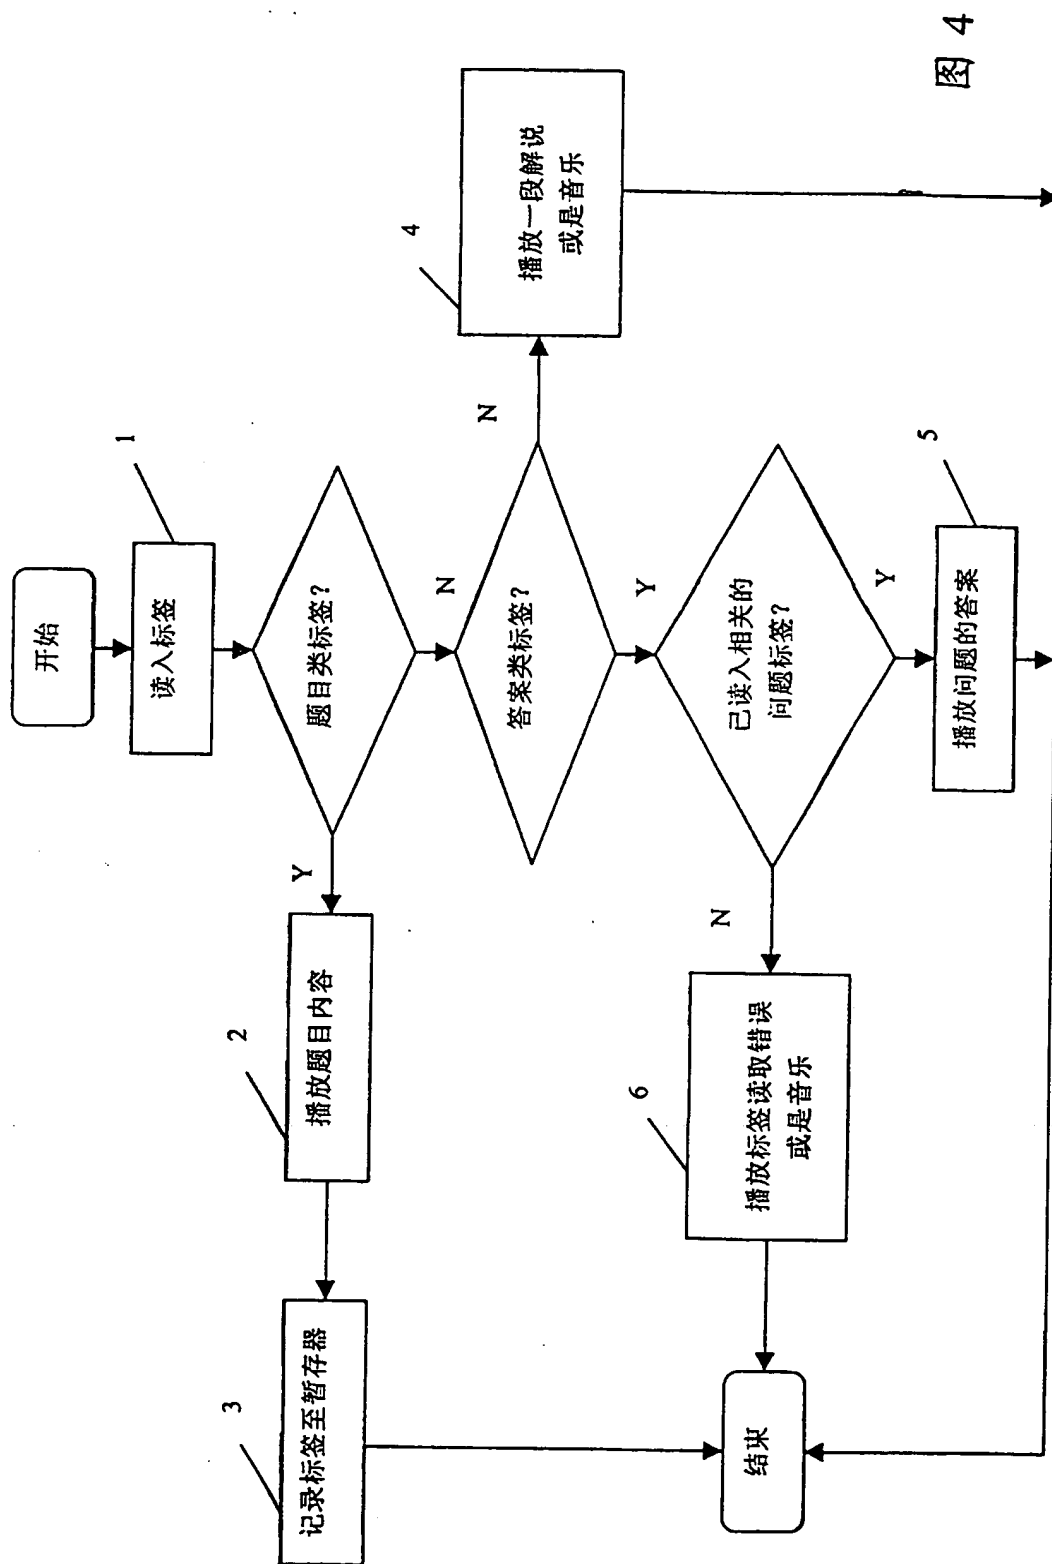 开始
1
读入标签
题目类标签?
Y
N
2
播放题目内容
3
记录标签至暂存器
答案类标签?
N
Y
4
播放一段解说
或是音乐
已读入相关的
问题标签?
N
Y
6
播放标签读取错误
或是音乐
5
播放问题的答案
结束
图 4